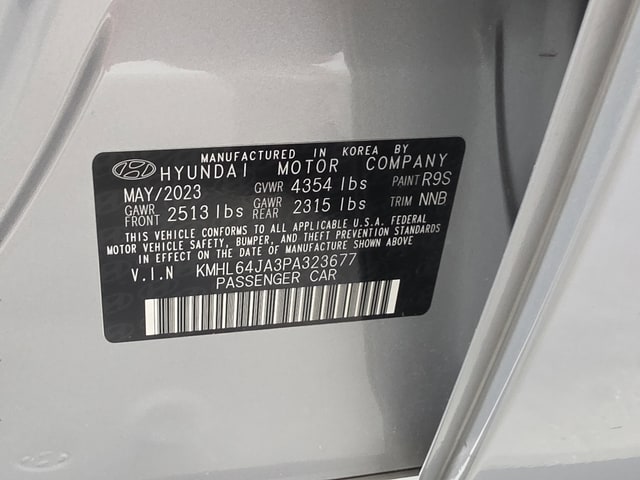 MANUFACTURED IN KOREA BY
HYUNDAI MOTOR COMPANY
MAY/2023 GVWR 4354 lbs PAINT R9S
GAWR FRONT 2513 lbs GAWR REAR 2315 lbs TRIM NNB
THIS VEHICLE CONFORMS TO ALL APPLICABLE U.S.A. FEDERAL
MOTOR VEHICLE SAFETY, BUMPER, AND THEFT PREVENTION STANDARDS
IN EFFECT ON THE DATE OF MANUFACTURE SHOWN ABOVE.
V.I.N KMHL64JA3PA323677
PASSENGER CAR